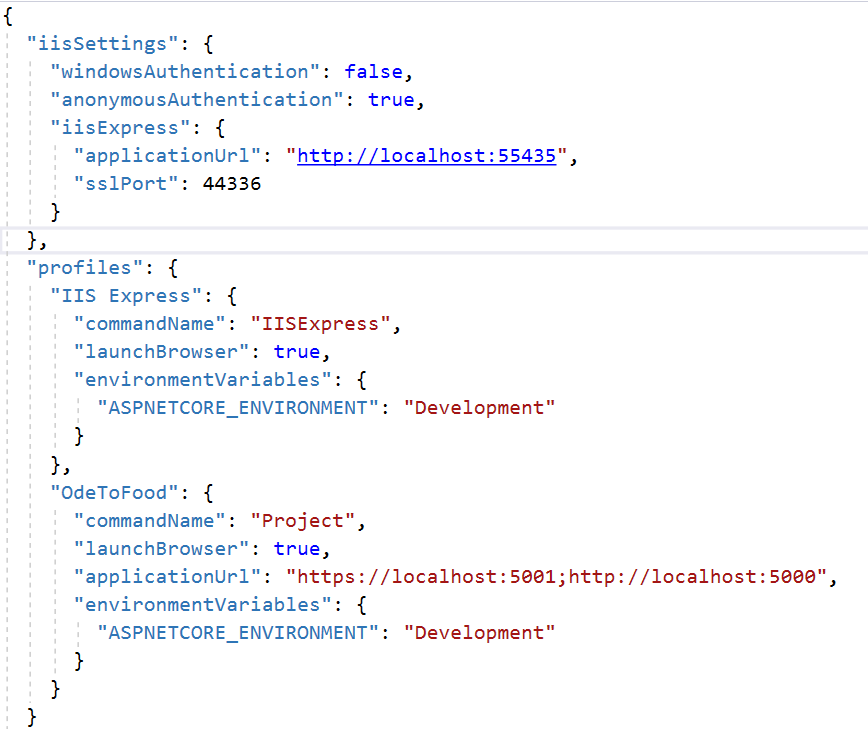 {
  "iisSettings": {
    "windowsAuthentication": false,
    "anonymousAuthentication": true,
    "iisExpress": {
      "applicationUrl": "http://localhost:55435",
      "sslPort": 44336
    }
  },
  "profiles": {
    "IIS Express": {
      "commandName": "IISExpress",
      "launchBrowser": true,
      "environmentVariables": {
        "ASPNETCORE_ENVIRONMENT": "Development"
      }
    },
    "OdeToFood": {
      "commandName": "Project",
      "launchBrowser": true,
      "applicationUrl": "https://localhost:5001;http://localhost:5000",
      "environmentVariables": {
        "ASPNETCORE_ENVIRONMENT": "Development"
      }
    }
  }